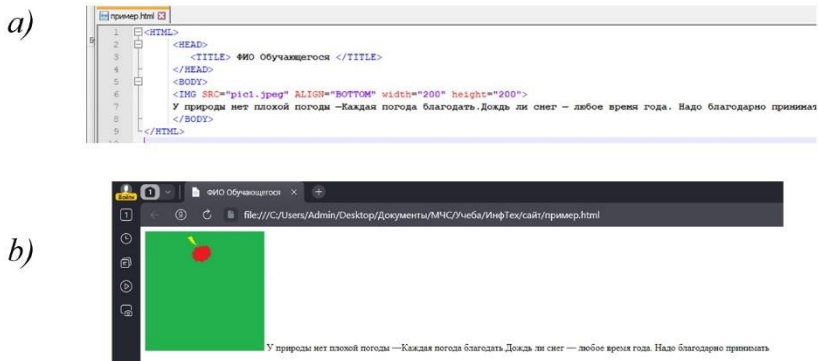 a)
пример.html
1 <HTML>
2 <HEAD>
3 <TITLE> ФИО Обучающегося </TITLE>
4 </HEAD>
5 <BODY>
6 <IMG SRC="pic1.jpeg" ALIGN="BOTTOM" width="200" height="200">
7 У природы нет плохой погоды —Каждая погода благодать.Дождь ли снег — любое время года. Надо благодарно принимат
8 </BODY>
9 </HTML>
b)
Войти 1 ФИО Обучающегося
1 file:///C:/Users/Admin/Desktop/Документы/МЧС/Учеба/ИнфТех/сайт/пример.html
У природы нет плохой погоды —Каждая погода благодать.Дождь ли снег — любое время года. Надо благодарно принимать